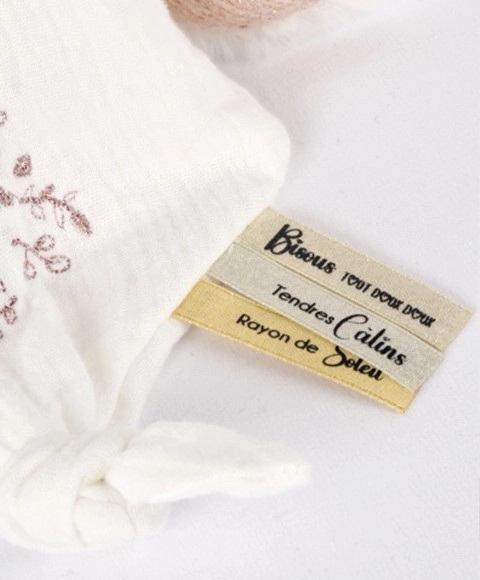 Bisous TOUT DOUX DOUX
Tendres Câlins
Rayon de Soleil